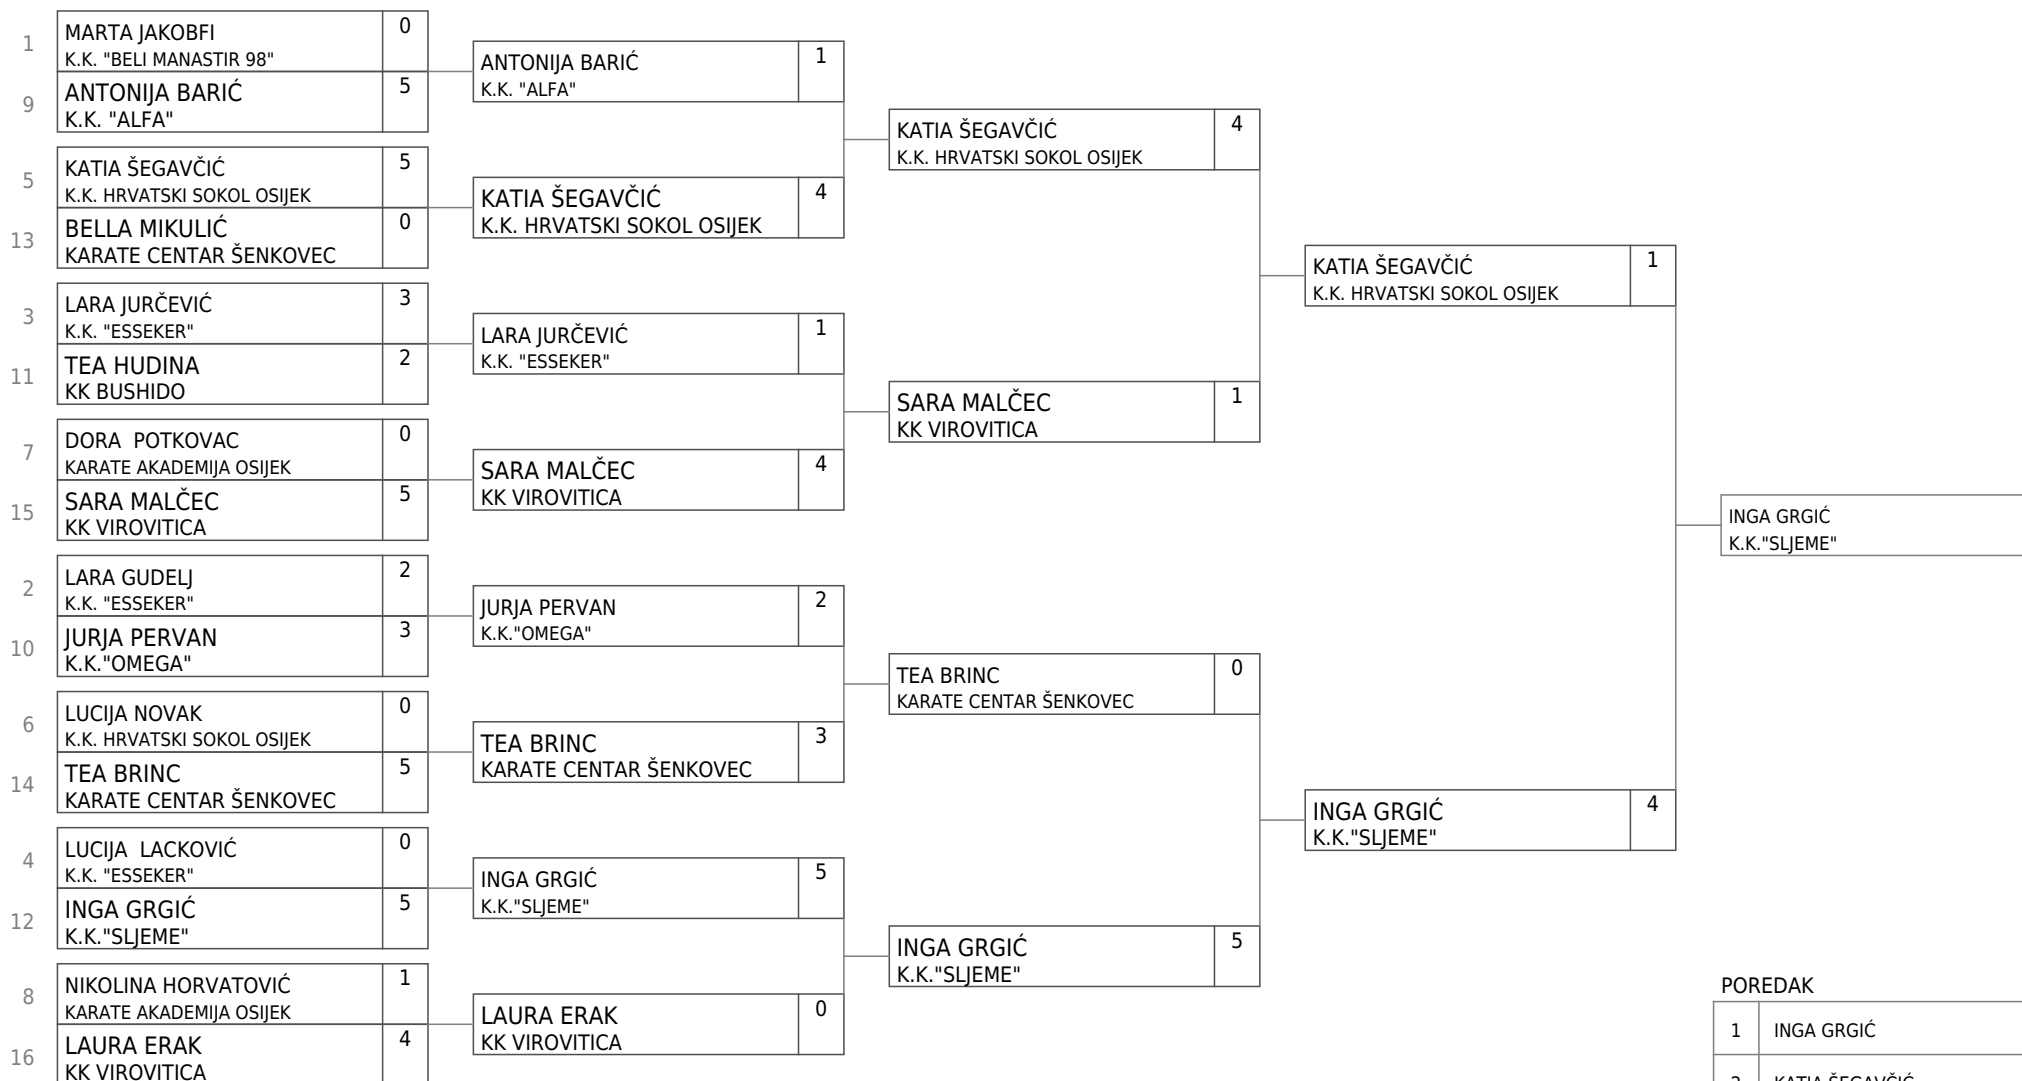 1
MARTA JAKOBFI
K.K. "BELI MANASTIR 98"
0
9
ANTONIJA BARIĆ
K.K. "ALFA"
5
5
KATIA ŠEGAVČIĆ
K.K. HRVATSKI SOKOL OSIJEK
5
13
BELLA MIKULIĆ
KARATE CENTAR ŠENKOVEC
0
3
LARA JURČEVIĆ
K.K. "ESSEKER"
3
11
TEA HUDINA
KK BUSHIDO
2
7
DORA  POTKOVAC
KARATE AKADEMIJA OSIJEK
0
15
SARA MALČEC
KK VIROVITICA
5
2
LARA GUDELJ
K.K. "ESSEKER"
2
10
JURJA PERVAN
K.K."OMEGA"
3
6
LUCIJA NOVAK
K.K. HRVATSKI SOKOL OSIJEK
0
14
TEA BRINC
KARATE CENTAR ŠENKOVEC
5
4
LUCIJA  LACKOVIĆ
K.K. "ESSEKER"
0
12
INGA GRGIĆ
K.K."SLJEME"
5
8
NIKOLINA HORVATOVIĆ
KARATE AKADEMIJA OSIJEK
1
16
LAURA ERAK
KK VIROVITICA
4
ANTONIJA BARIĆ
K.K. "ALFA"
1
KATIA ŠEGAVČIĆ
K.K. HRVATSKI SOKOL OSIJEK
4
LARA JURČEVIĆ
K.K. "ESSEKER"
1
SARA MALČEC
KK VIROVITICA
4
JURJA PERVAN
K.K."OMEGA"
2
TEA BRINC
KARATE CENTAR ŠENKOVEC
3
INGA GRGIĆ
K.K."SLJEME"
5
LAURA ERAK
KK VIROVITICA
0
KATIA ŠEGAVČIĆ
K.K. HRVATSKI SOKOL OSIJEK
4
SARA MALČEC
KK VIROVITICA
1
TEA BRINC
KARATE CENTAR ŠENKOVEC
0
INGA GRGIĆ
K.K."SLJEME"
5
KATIA ŠEGAVČIĆ
K.K. HRVATSKI SOKOL OSIJEK
1
INGA GRGIĆ
K.K."SLJEME"
4
INGA GRGIĆ
K.K."SLJEME"
POREDAK
1 INGA GRGIĆ
2 KATIA ŠEGAVČIĆ